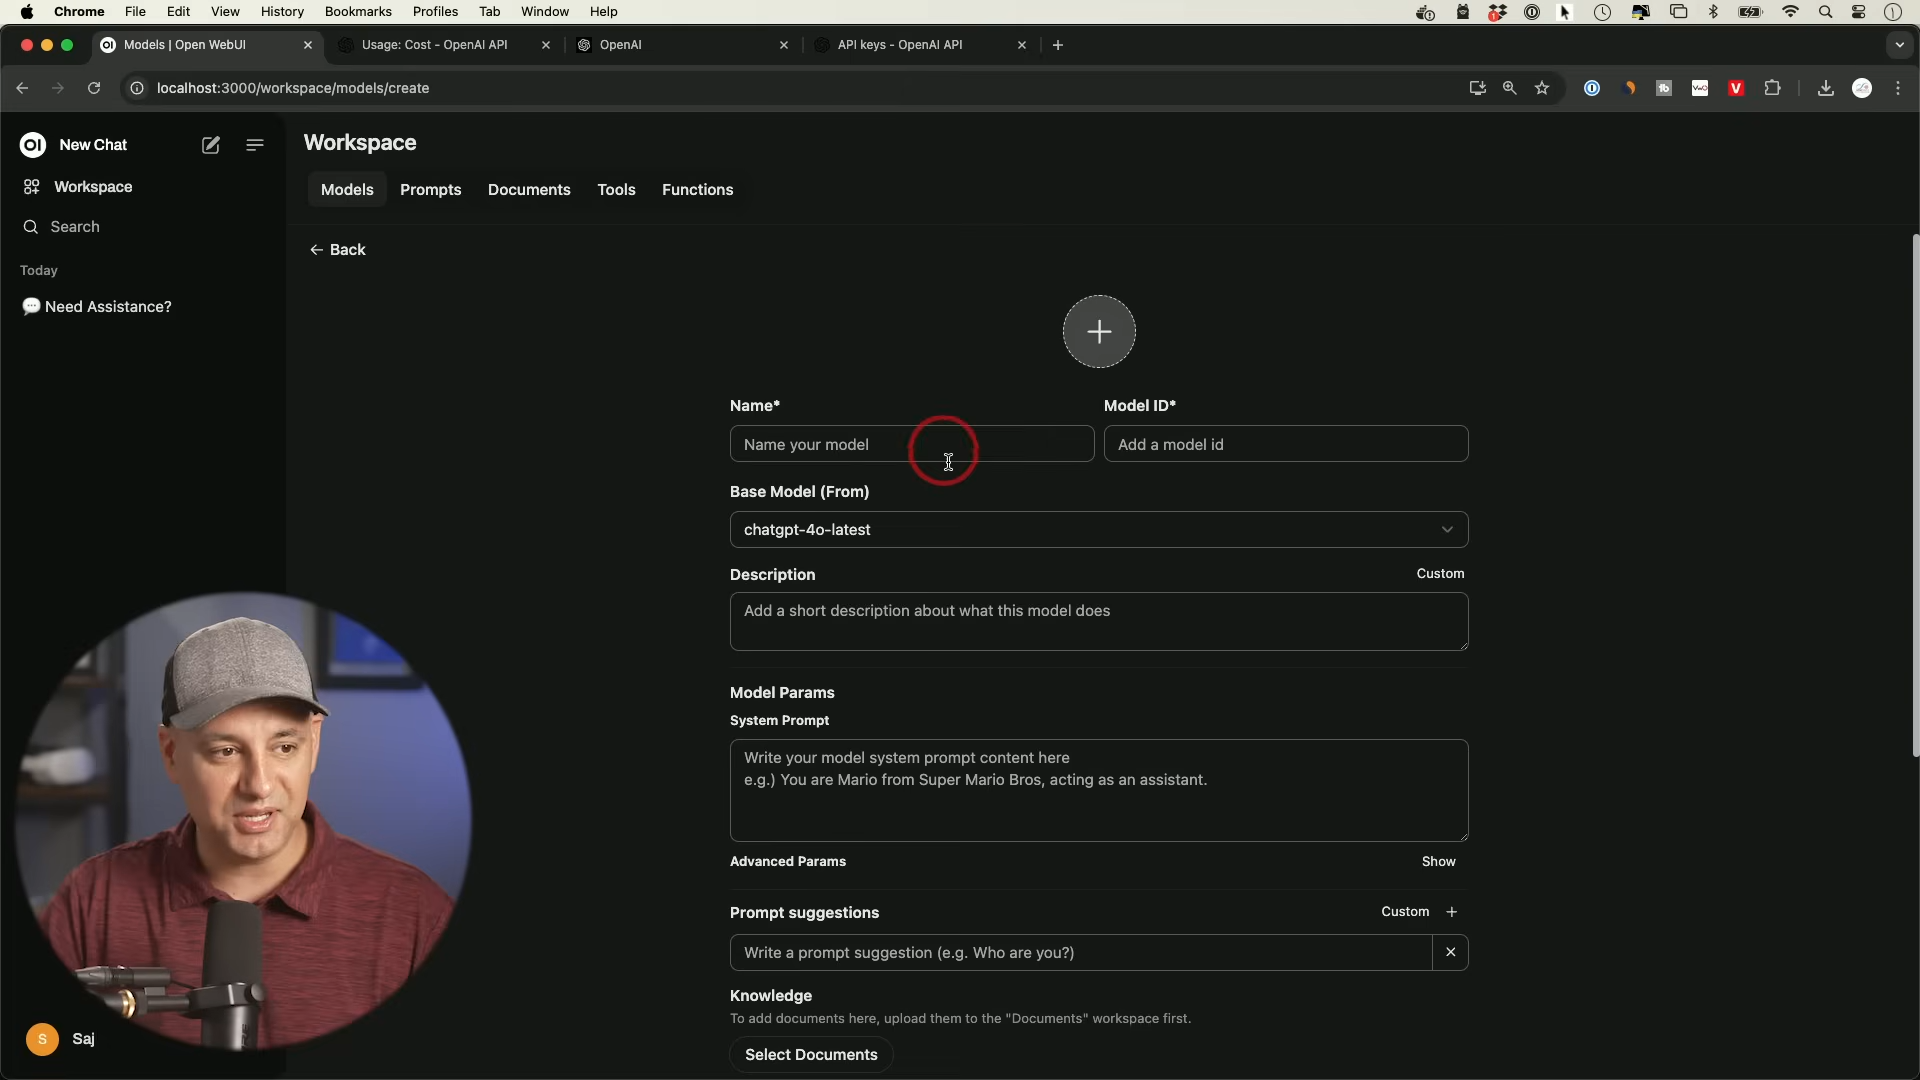 Chrome File Edit View History Bookmarks Profiles Tab Window Help
Models | Open WebUI
Usage: Cost - OpenAI API
OpenAI
API keys - OpenAI API
localhost:3000/workspace/models/create
OI New Chat
Workspace
Search
Today
Need Assistance?
S Saj
Workspace
Models Prompts Documents Tools Functions
← Back
Name*
Name your model
Model ID*
Add a model id
Base Model (From)
chatgpt-4o-latest
Description Custom
Add a short description about what this model does
Model Params
System Prompt
Write your model system prompt content here
e.g.) You are Mario from Super Mario Bros, acting as an assistant.
Advanced Params Show
Prompt suggestions Custom +
Write a prompt suggestion (e.g. Who are you?)
Knowledge
To add documents here, upload them to the "Documents" workspace first.
Select Documents